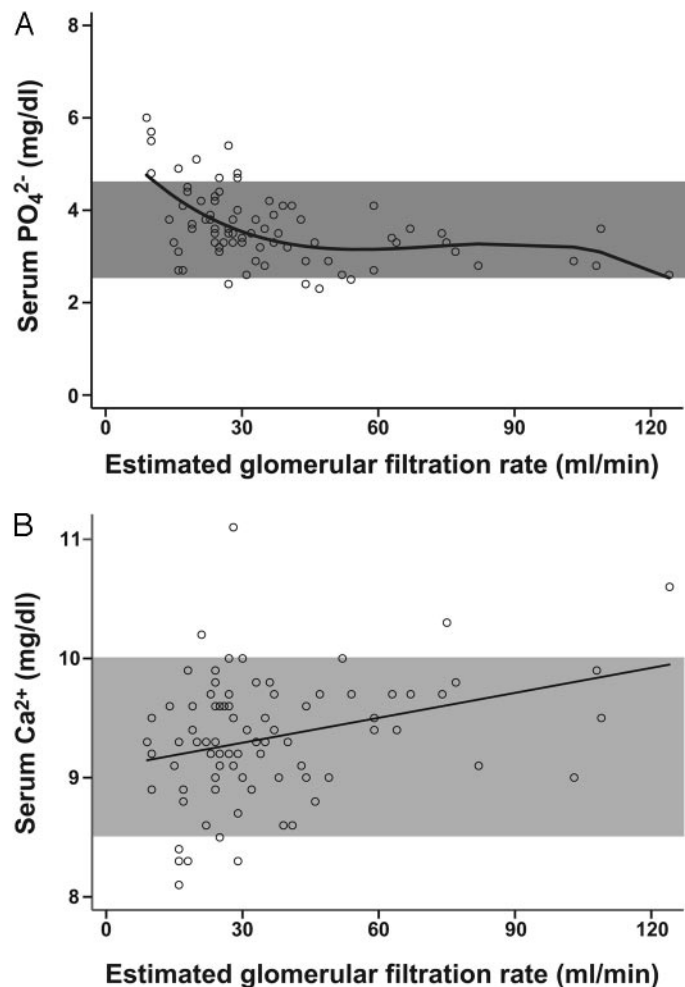 A
Serum PO₄²⁻ (mg/dl)
8
6
4
2
0
0 30 60 90 120
Estimated glomerular filtration rate (ml/min)
B
Serum Ca²⁺ (mg/dl)
11
10
9
8
0 30 60 90 120
Estimated glomerular filtration rate (ml/min)